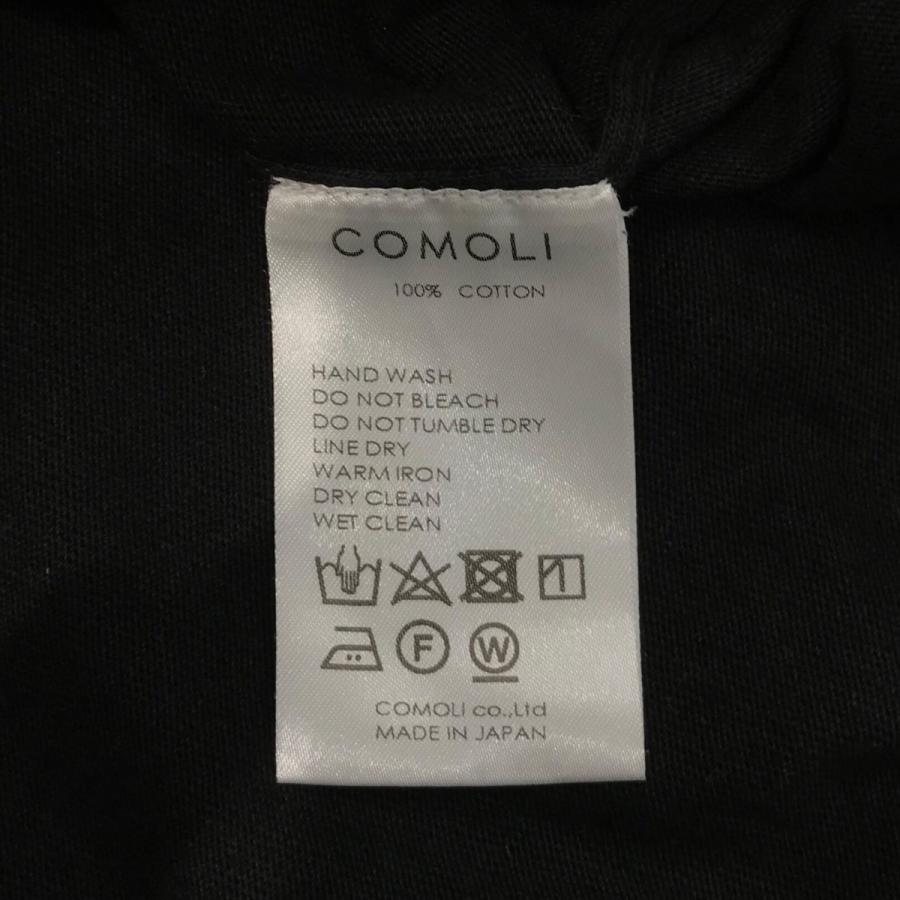 COMOLI
100% COTTON
HAND WASH
DO NOT BLEACH
DO NOT TUMBLE DRY
LINE DRY
WARM IRON
DRY CLEAN
WET CLEAN
F W
COMOLI co.,Ltd
MADE IN JAPAN